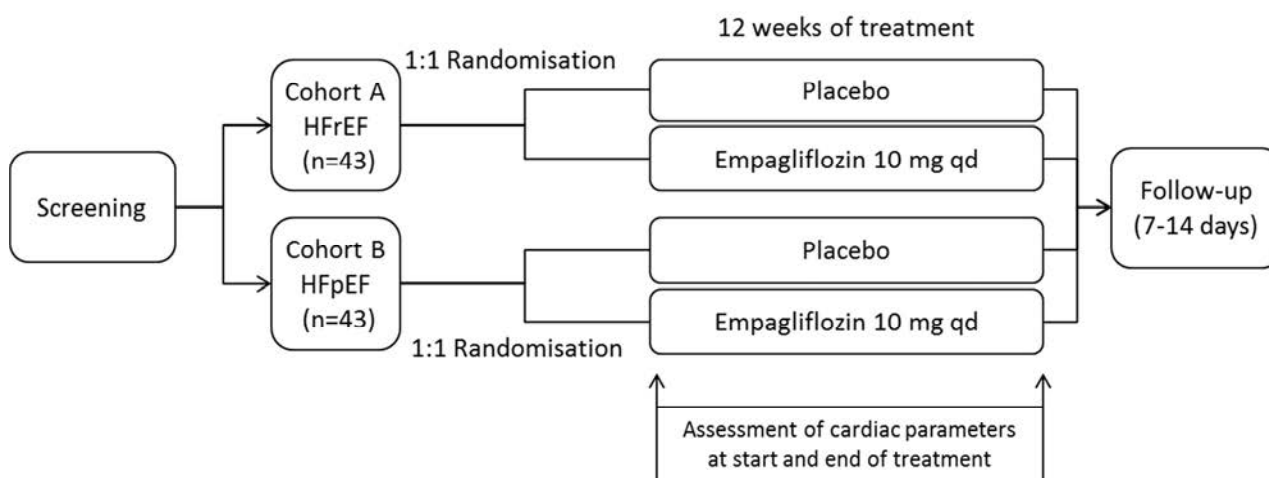 12 weeks of treatment
1:1 Randomisation
Cohort A
HFrEF
(n=43)
Placebo
Empagliflozin 10 mg qd
Screening
Follow-up
(7-14 days)
Cohort B
HFpEF
(n=43)
Placebo
Empagliflozin 10 mg qd
1:1 Randomisation
Assessment of cardiac parameters
at start and end of treatment